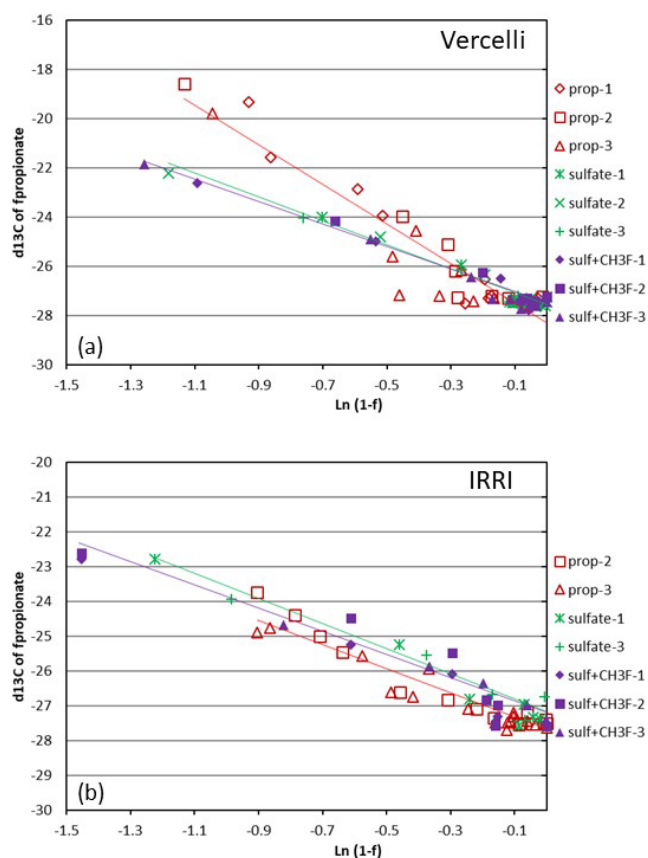 Vercelli
-16
-18
-20
-22
-24
-26
-28
-30
d13C of fpropionate
(a)
-1.5 -1.3 -1.1 -0.9 -0.7 -0.5 -0.3 -0.1
Ln (1-f)
prop-1
prop-2
prop-3
sulfate-1
sulfate-2
sulfate-3
sulf+CH3F-1
sulf+CH3F-2
sulf+CH3F-3
IRRI
-20
-21
-22
-23
-24
-25
-26
-27
-28
-29
-30
d13C of fpropionate
(b)
-1.5 -1.3 -1.1 -0.9 -0.7 -0.5 -0.3 -0.1
Ln (1-f)
prop-2
prop-3
sulfate-1
sulfate-3
sulf+CH3F-1
sulf+CH3F-2
sulf+CH3F-3